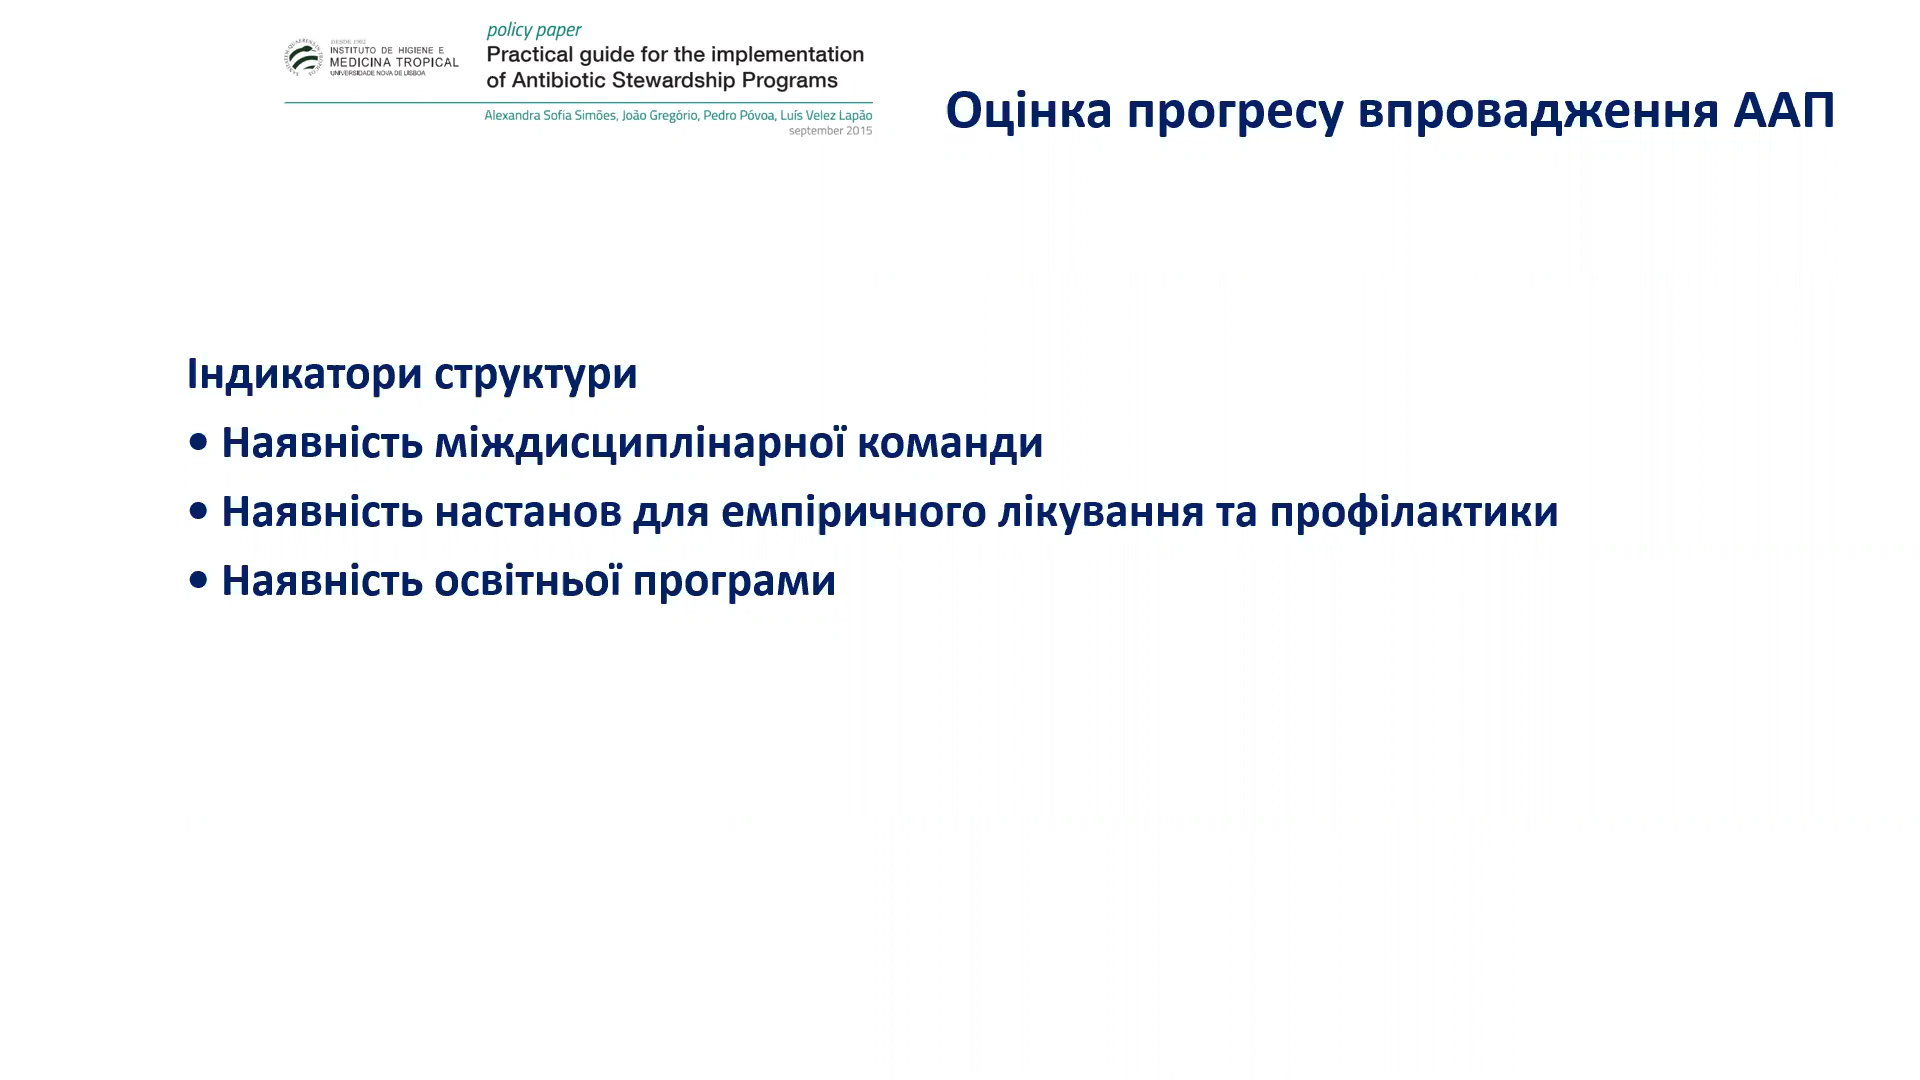 policy paper
DESDE 1902
INSTITUTO DE HIGIENE E
MEDICINA TROPICAL
UNIVERSIDADE NOVA DE LISBOA
Practical guide for the implementation
of Antibiotic Stewardship Programs
Alexandra Sofia Simões, João Gregório, Pedro Póvoa, Luís Velez Lapão
september 2015
Оцінка прогресу впровадження ААП
Індикатори структури
• Наявність міждисциплінарної команди
• Наявність настанов для емпіричного лікування та профілактики
• Наявність освітньої програми